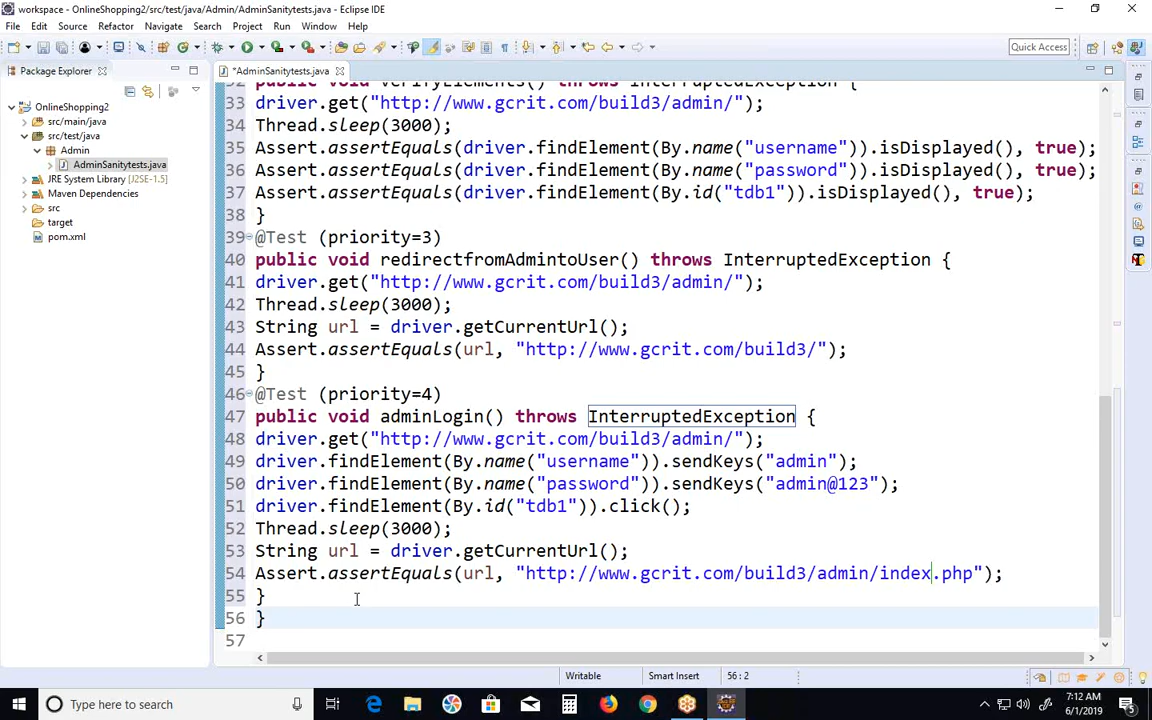 workspace - OnlineShopping2/src/test/java/Admin/AdminSanitytests.java - Eclipse IDE
File Edit Source Refactor Navigate Search Project Run Window Help
Quick Access
Package Explorer
*AdminSanitytests.java
OnlineShopping2
src/main/java
src/test/java
Admin
AdminSanitytests.java
JRE System Library [J2SE-1.5]
Maven Dependencies
src
target
pom.xml
32 public void verifyElements() throws InterruptedException {
33 driver.get("http://www.gcrit.com/build3/admin/");
34 Thread.sleep(3000);
35 Assert.assertEquals(driver.findElement(By.name("username")).isDisplayed(), true);
36 Assert.assertEquals(driver.findElement(By.name("password")).isDisplayed(), true);
37 Assert.assertEquals(driver.findElement(By.id("tdb1")).isDisplayed(), true);
38 }
39 @Test (priority=3)
40 public void redirectfromAdmintoUser() throws InterruptedException {
41 driver.get("http://www.gcrit.com/build3/admin/");
42 Thread.sleep(3000);
43 String url = driver.getCurrentUrl();
44 Assert.assertEquals(url, "http://www.gcrit.com/build3/");
45 }
46 @Test (priority=4)
47 public void adminLogin() throws InterruptedException {
48 driver.get("http://www.gcrit.com/build3/admin/");
49 driver.findElement(By.name("username")).sendKeys("admin");
50 driver.findElement(By.name("password")).sendKeys("admin@123");
51 driver.findElement(By.id("tdb1")).click();
52 Thread.sleep(3000);
53 String url = driver.getCurrentUrl();
54 Assert.assertEquals(url, "http://www.gcrit.com/build3/admin/index.php");
55 }
56 }
57
Writable Smart Insert 56 : 2
Type here to search
7:12 AM
6/1/2019
5